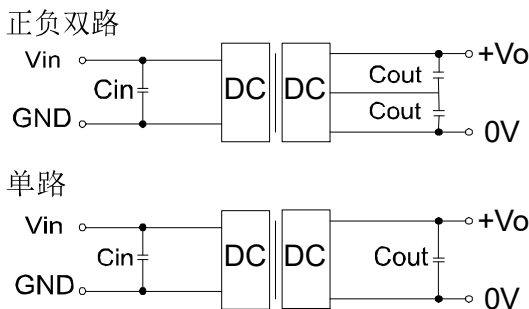 正负双路
Vin
Cin
GND
DC DC
Cout
Cout
+Vo
0V
单路
Vin
Cin
GND
DC DC
Cout
+Vo
0V